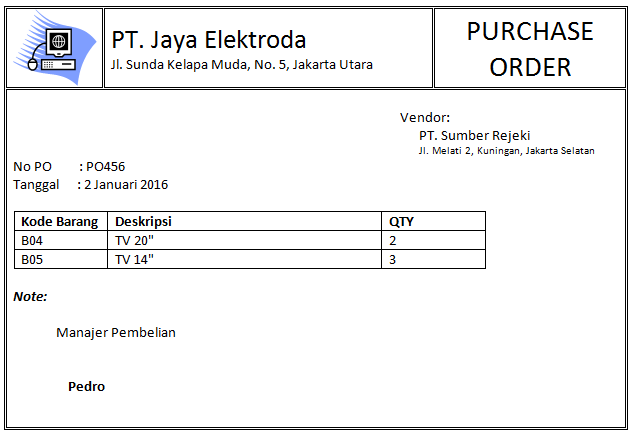 PT. Jaya Elektroda
Jl. Sunda Kelapa Muda, No. 5, Jakarta Utara
PURCHASE
ORDER
Vendor:
PT. Sumber Rejeki
Jl. Melati 2, Kuningan, Jakarta Selatan
No PO : PO456
Tanggal : 2 Januari 2016
Kode Barang Deskripsi QTY
B04 TV 20" 2
B05 TV 14" 3
Note:
Manajer Pembelian
Pedro